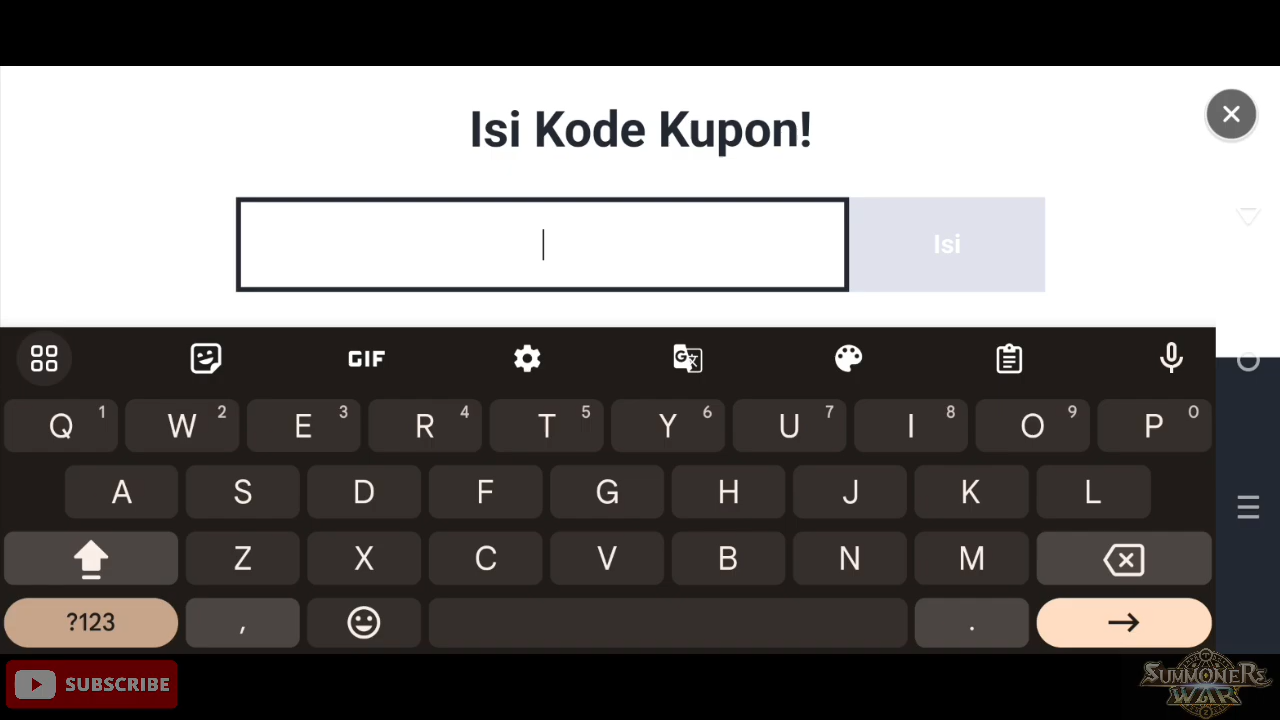 Isi Kode Kupon!
Isi
GIF
Q 1 W 2 E 3 R 4 T 5 Y 6 U 7 I 8 O 9 P 0
A S D F G H J K L
Z X C V B N M
?123 , .
SUBSCRIBE
SUMMONERS
WAR